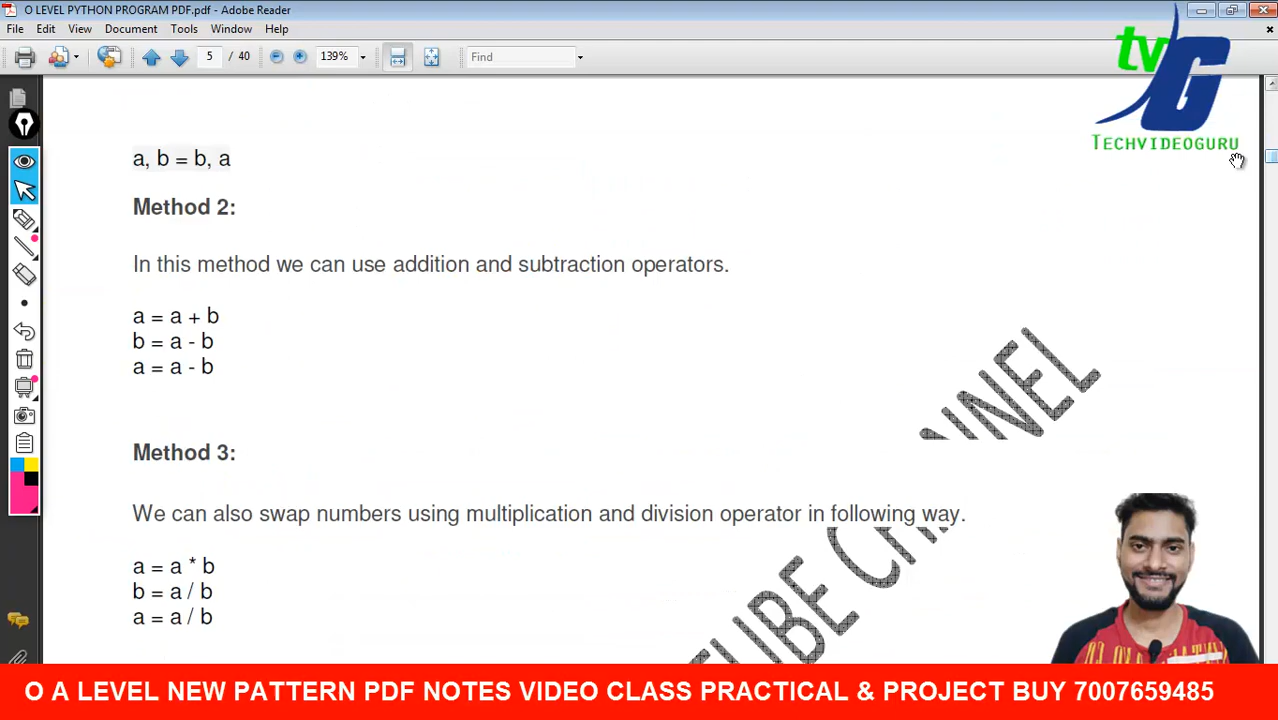 O LEVEL PYTHON PROGRAM PDF.pdf - Adobe Reader
File Edit View Document Tools Window Help
5 / 40 139% Find
tvG
TECHVIDEOGURU
a, b = b, a
Method 2:
In this method we can use addition and subtraction operators.
a = a + b
b = a - b
a = a - b
Method 3:
We can also swap numbers using multiplication and division operator in following way.
a = a * b
b = a / b
a = a / b
O A LEVEL NEW PATTERN PDF NOTES VIDEO CLASS PRACTICAL & PROJECT BUY 7007659485